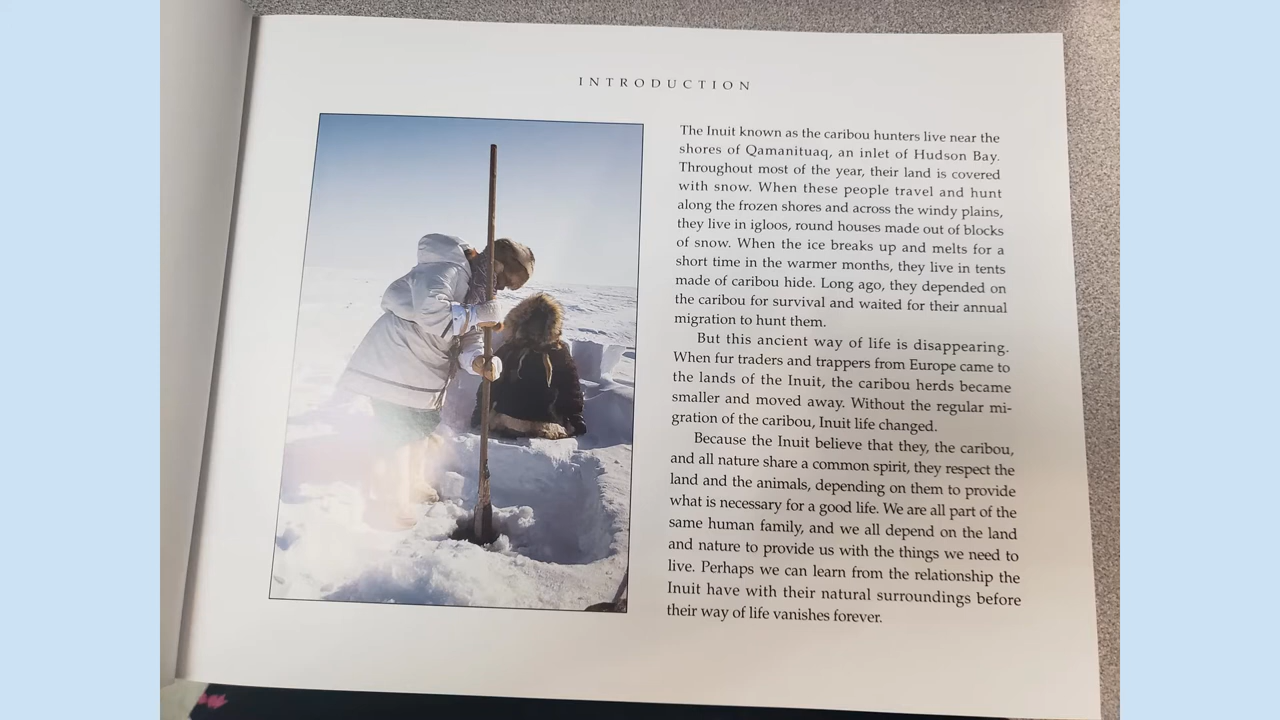 INTRODUCTION
The Inuit known as the caribou hunters live near the
shores of Qamanituaq, an inlet of Hudson Bay.
Throughout most of the year, their land is covered
with snow. When these people travel and hunt
along the frozen shores and across the windy plains,
they live in igloos, round houses made out of blocks
of snow. When the ice breaks up and melts for a
short time in the warmer months, they live in tents
made of caribou hide. Long ago, they depended on
the caribou for survival and waited for their annual
migration to hunt them.
But this ancient way of life is disappearing.
When fur traders and trappers from Europe came to
the lands of the Inuit, the caribou herds became
smaller and moved away. Without the regular mi-
gration of the caribou, Inuit life changed.
Because the Inuit believe that they, the caribou,
and all nature share a common spirit, they respect the
land and the animals, depending on them to provide
what is necessary for a good life. We are all part of the
same human family, and we all depend on the land
and nature to provide us with the things we need to
live. Perhaps we can learn from the relationship the
Inuit have with their natural surroundings before
their way of life vanishes forever.